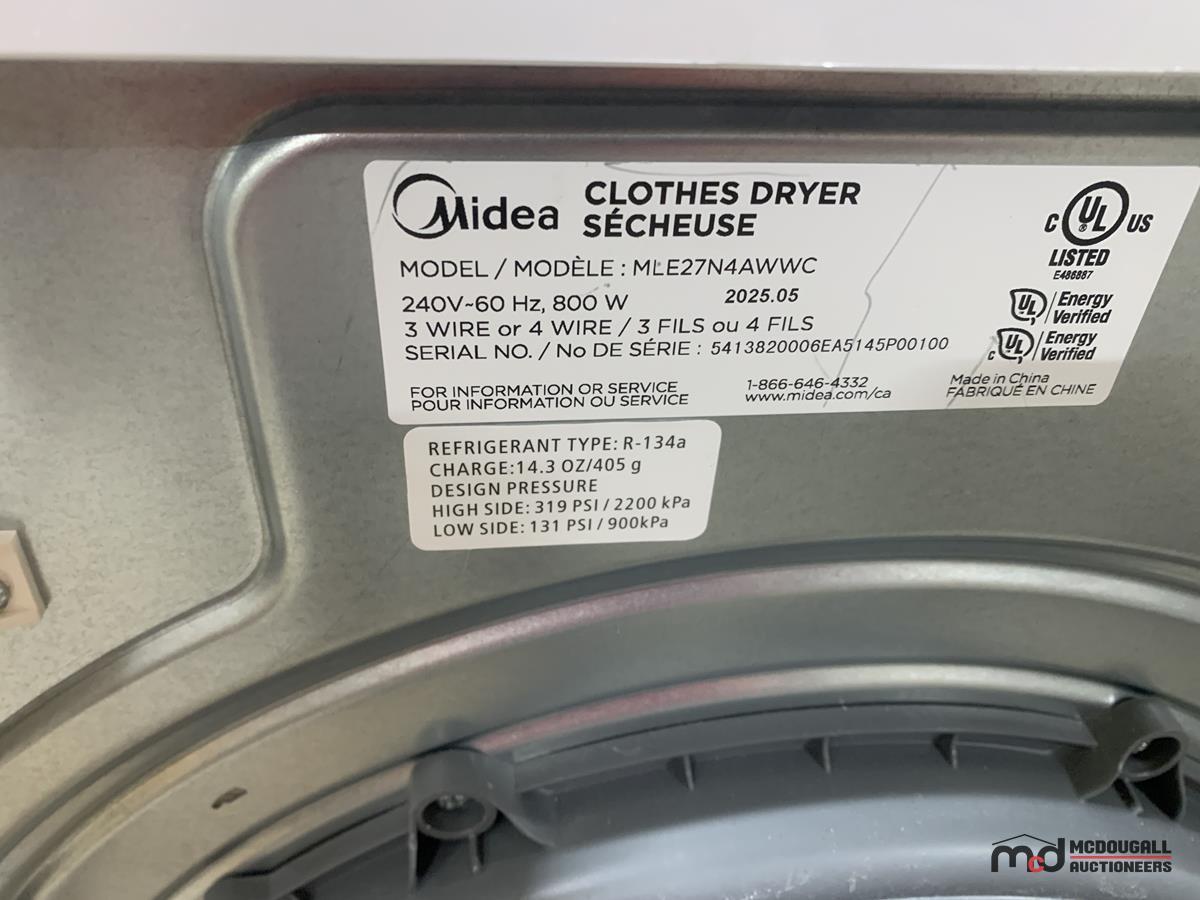 Midea CLOTHES DRYER
SÉCHEUSE
MODEL / MODÈLE : MLE27N4AWWC
240V~60 Hz, 800 W 2025.05
3 WIRE or 4 WIRE / 3 FILS ou 4 FILS
SERIAL NO. / No DE SÉRIE : 5413820006EA5145P00100
FOR INFORMATION OR SERVICE 1-866-646-4332
POUR INFORMATION OU SERVICE www.midea.com/ca
Made in China
FABRIQUÉ EN CHINE
C UL US
®
LISTED
E486887
UL Energy
Verified
c UL Energy
Verified
REFRIGERANT TYPE: R-134a
CHARGE:14.3 OZ/405 g
DESIGN PRESSURE
HIGH SIDE: 319 PSI / 2200 kPa
LOW SIDE: 131 PSI / 900kPa
mcd MCDOUGALL
AUCTIONEERS